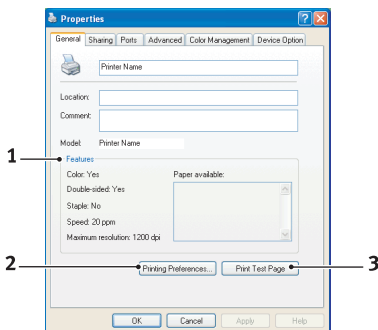 Properties
General Sharing Ports Advanced Color Management Device Option
Printer Name
Location:
Comment:
Model: Printer Name
1
Features
Color: Yes Paper available:
Double-sided: Yes
Staple: No
Speed: 20 ppm
Maximum resolution: 1200 dpi
2 Printing Preferences... Print Test Page 3
OK Cancel Apply Help